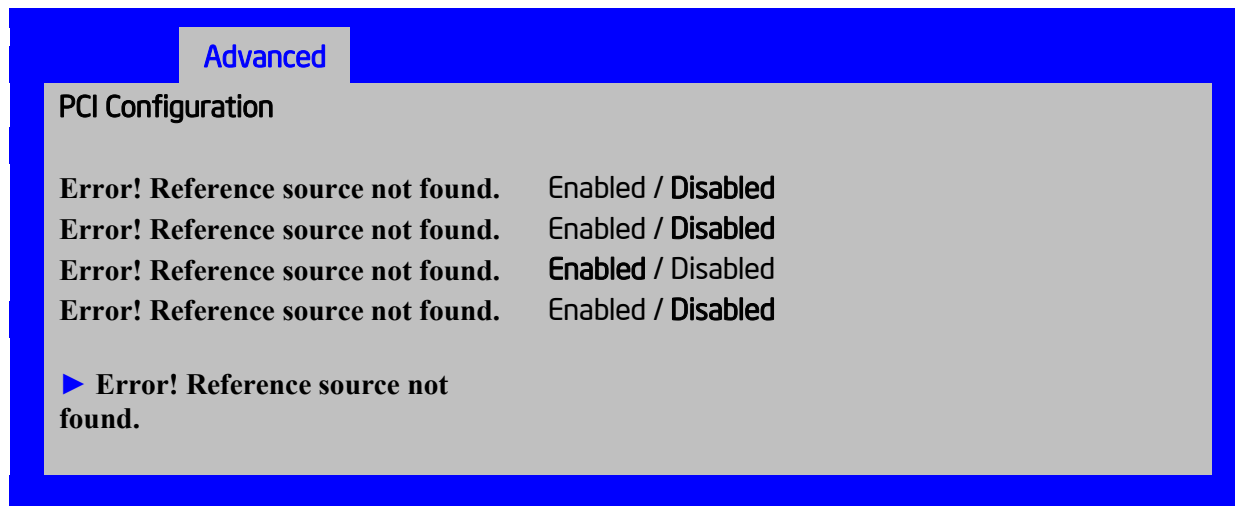 Advanced
PCI Configuration
Error! Reference source not found. Enabled / Disabled
Error! Reference source not found. Enabled / Disabled
Error! Reference source not found. Enabled / Disabled
Error! Reference source not found. Enabled / Disabled
► Error! Reference source not
found.